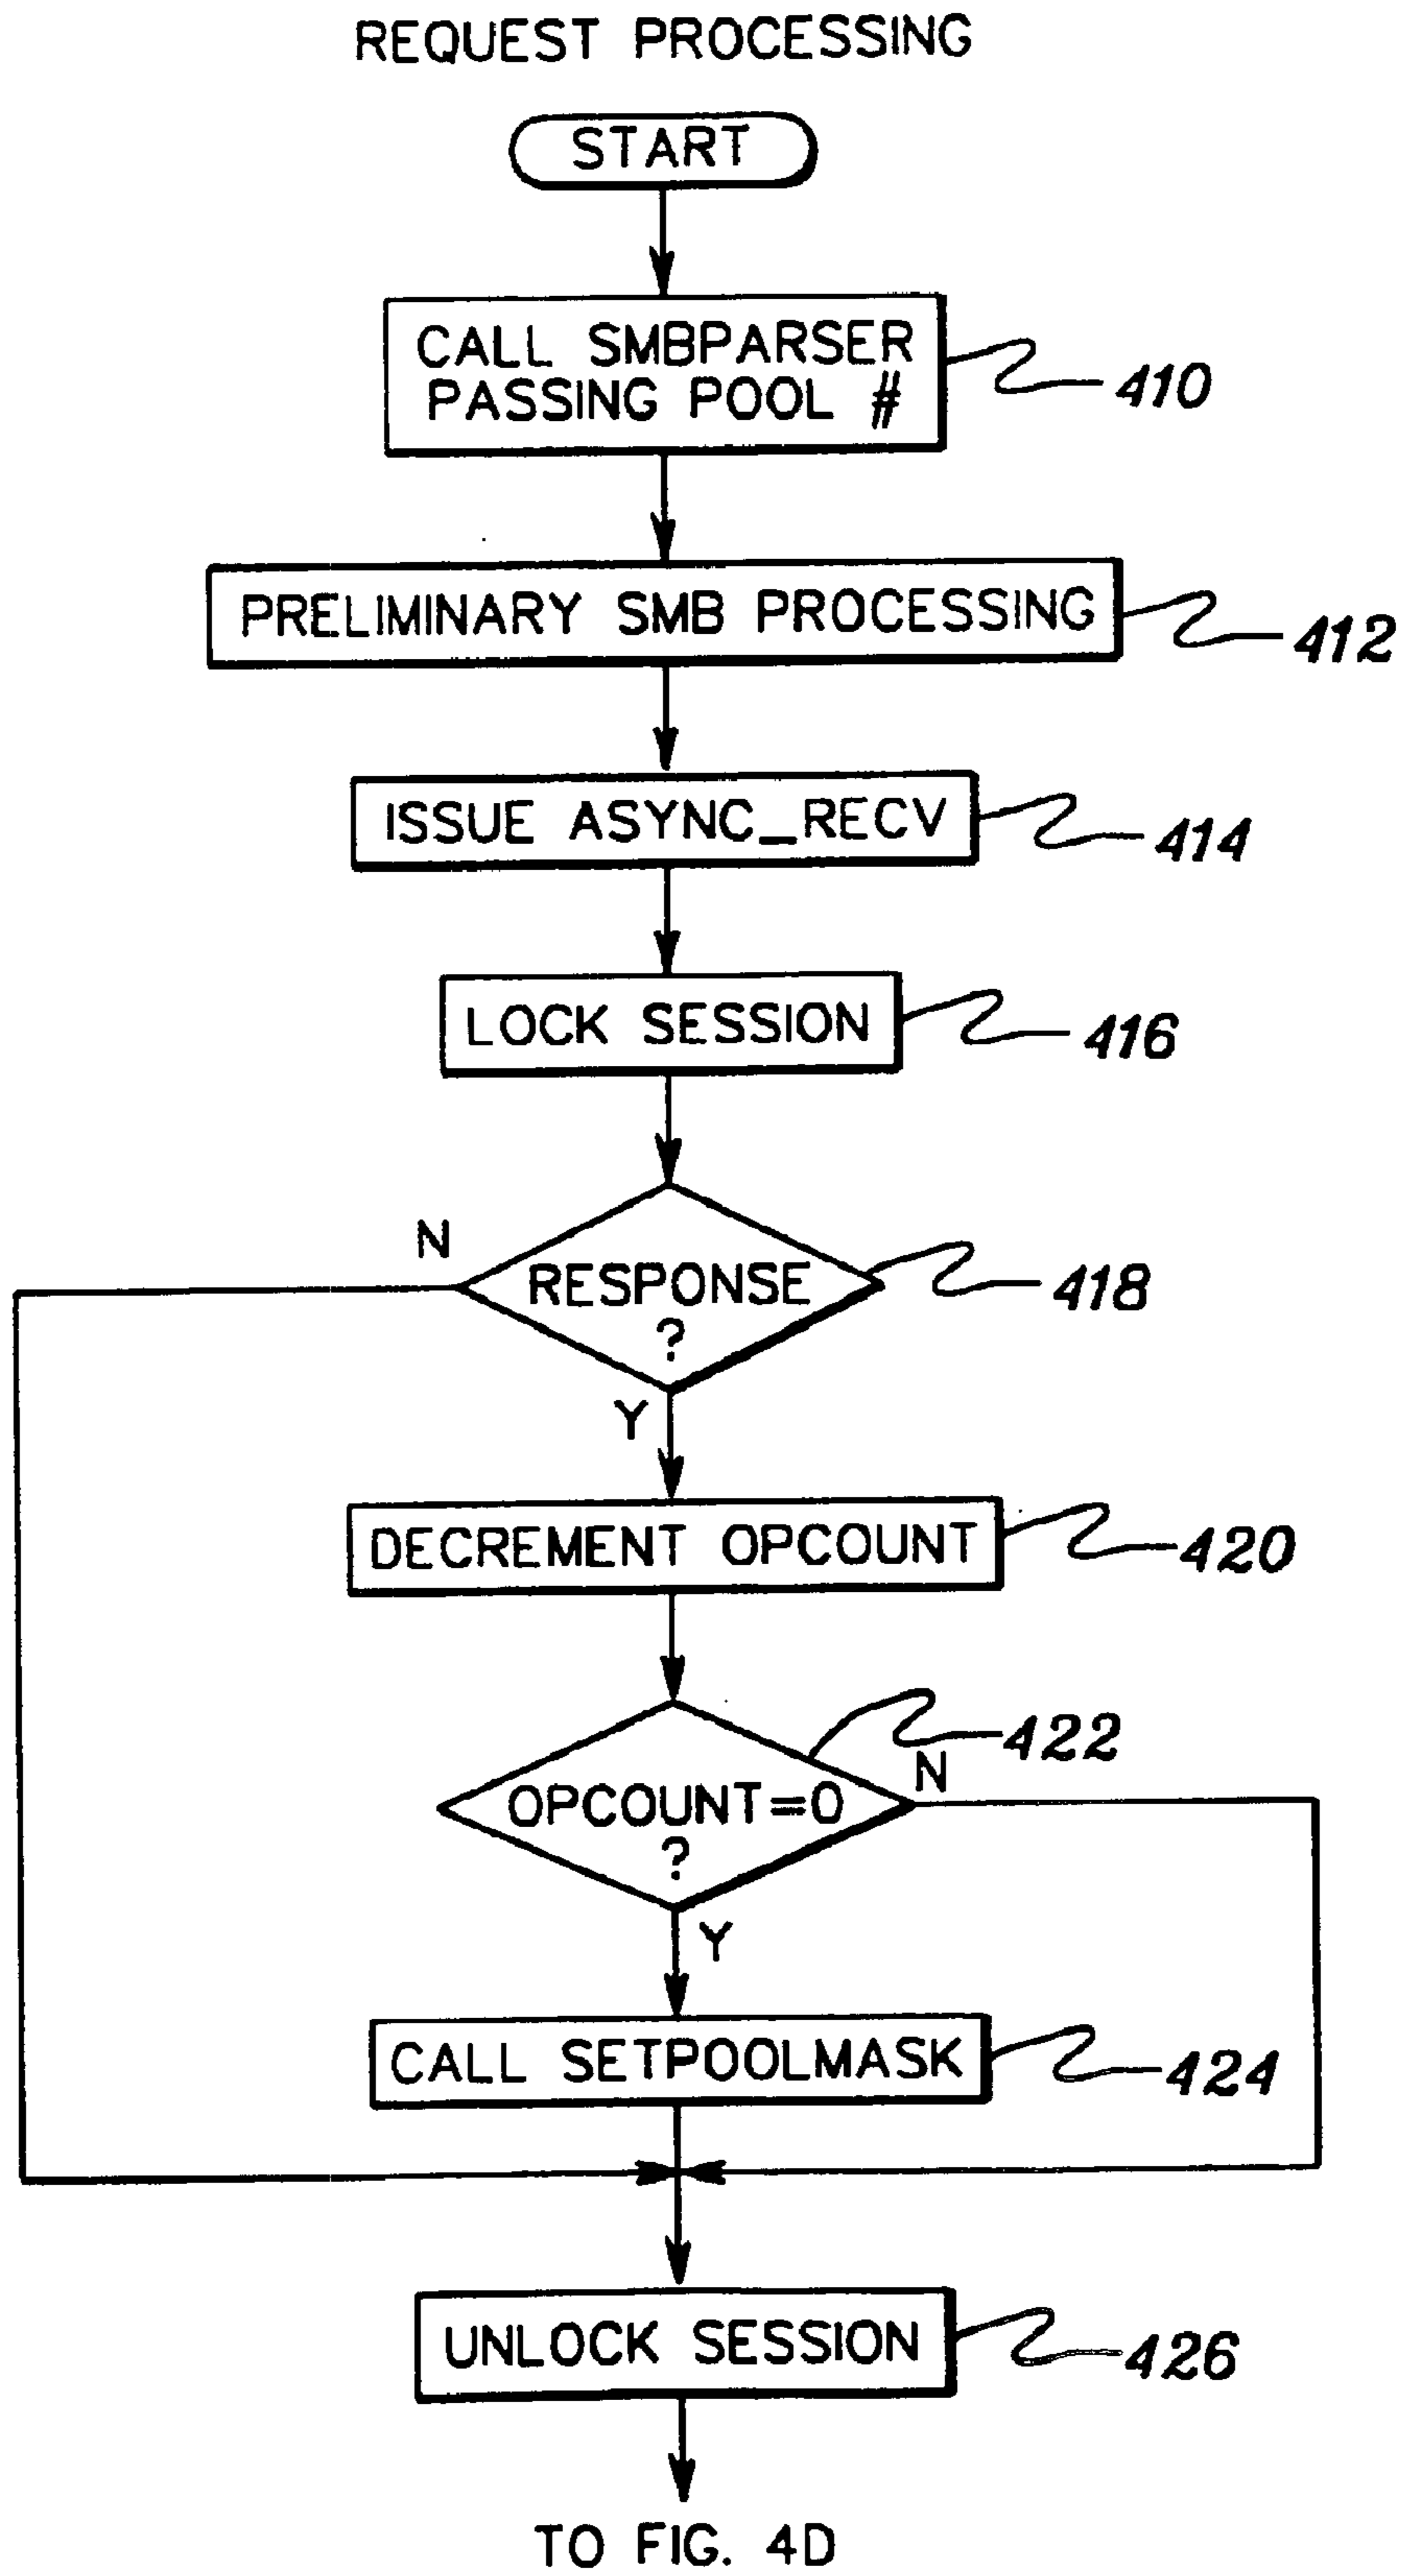 REQUEST PROCESSING
START
CALL SMBPARSER
PASSING POOL #
410
PRELIMINARY SMB PROCESSING
412
ISSUE ASYNC_RECV
414
LOCK SESSION
416
N
RESPONSE
?
418
Y
DECREMENT OPCOUNT
420
422
N
OPCOUNT=0
?
Y
CALL SETPOOLMASK
424
UNLOCK SESSION
426
TO FIG. 4D